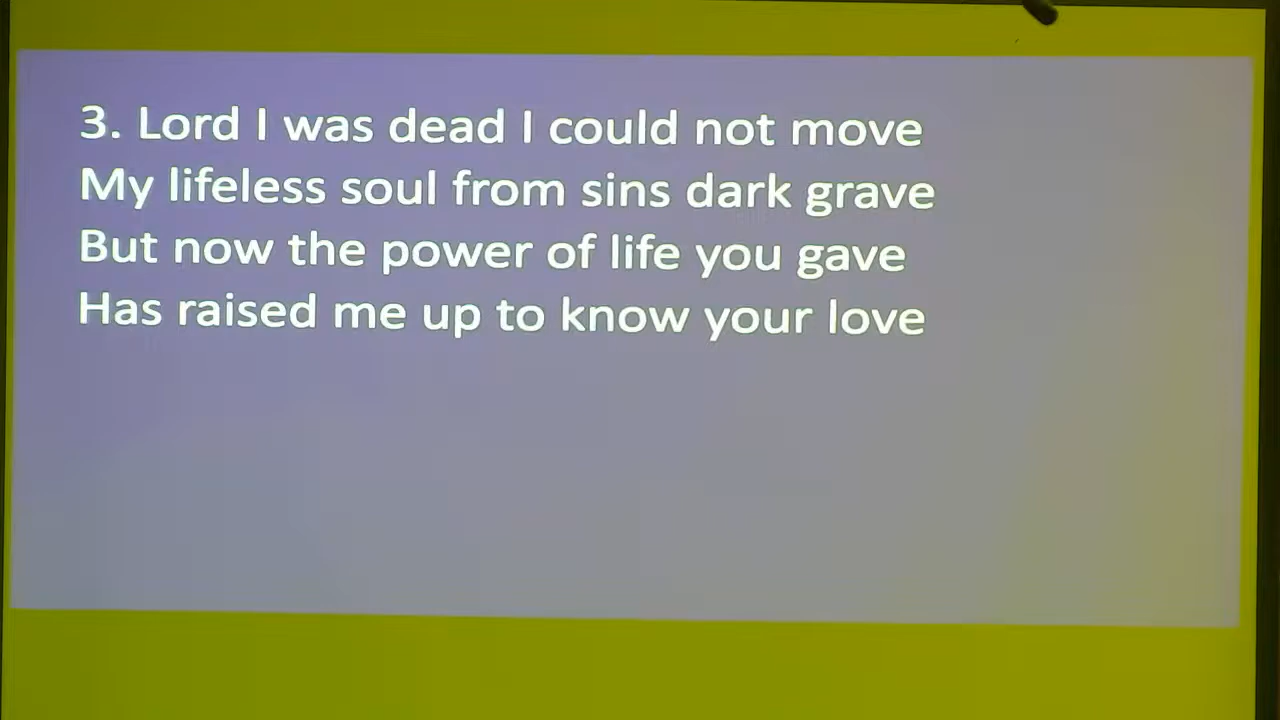 3. Lord I was dead I could not move
My lifeless soul from sins dark grave
But now the power of life you gave
Has raised me up to know your love